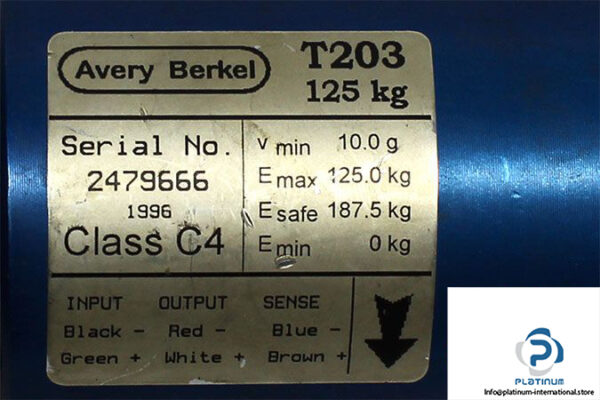 Avery Berkel
T203
125 kg
Serial No.
2479666
1996
Class C4
v min 10.0 g
E max 125.0 kg
E safe 187.5 kg
E min 0 kg
INPUT OUTPUT SENSE
Black - Red - Blue -
Green + White + Brown +
PLATINUM
Info@platinum-international.store